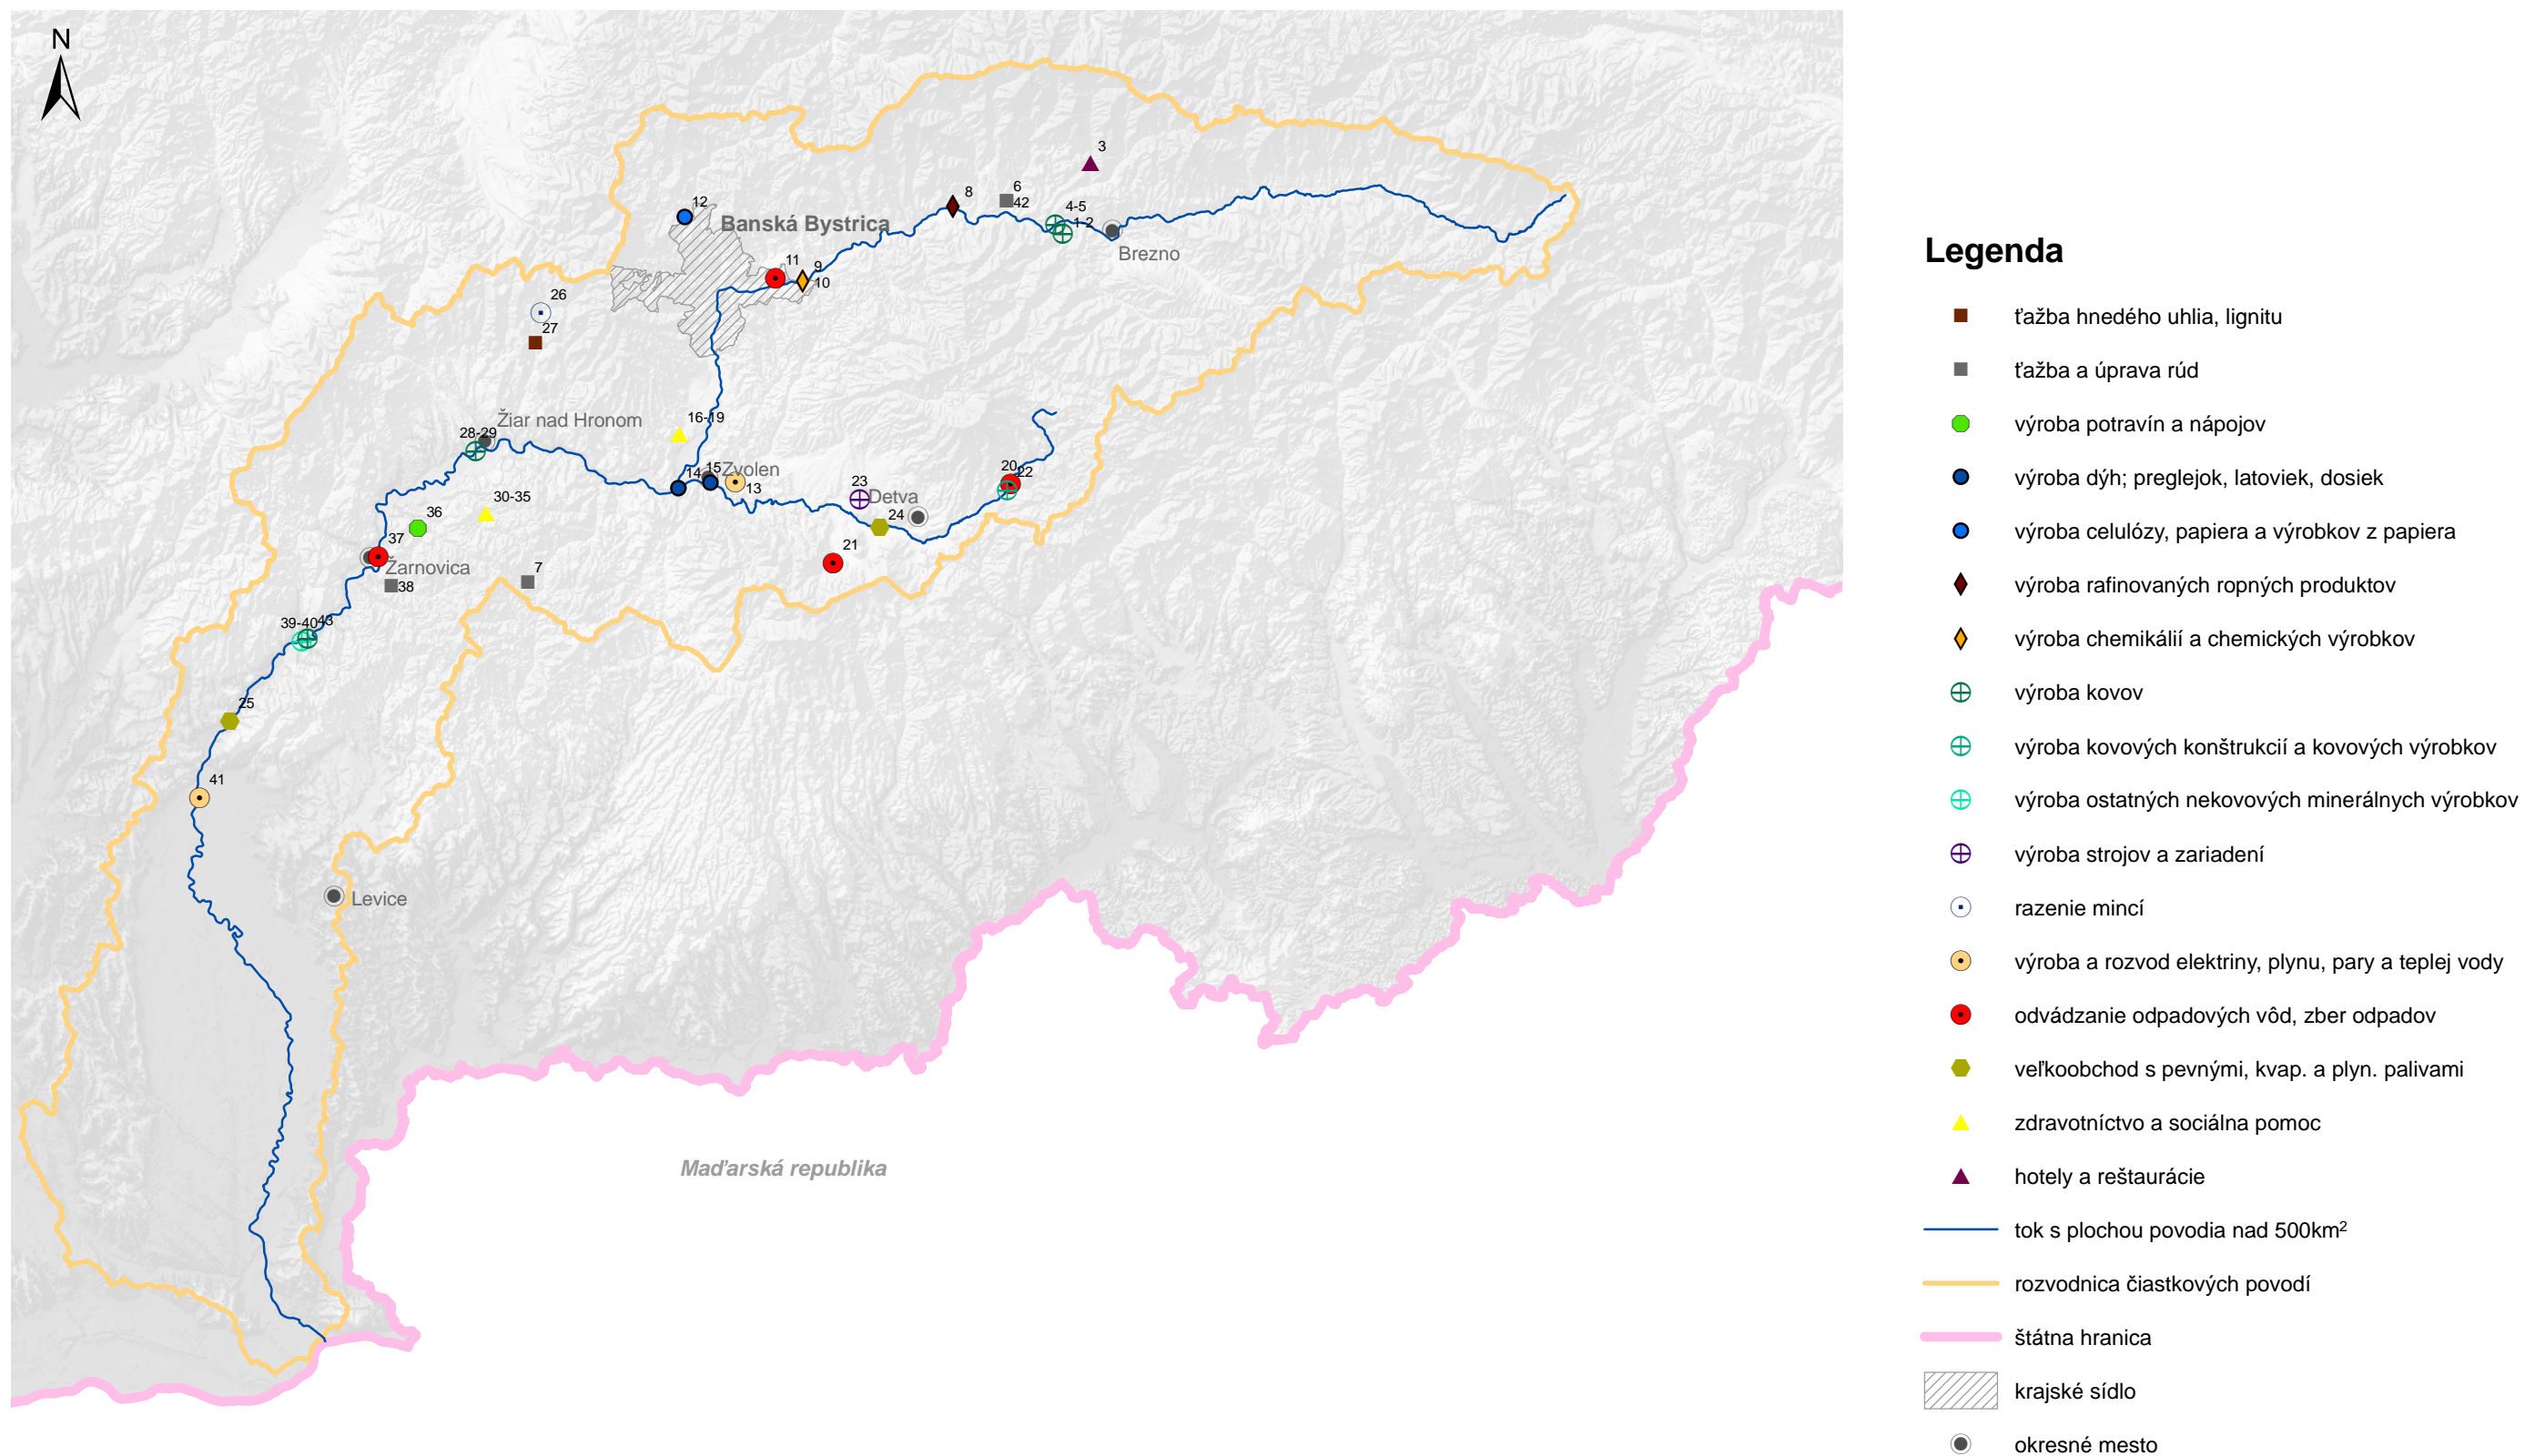 N
3
6
42
8
4-5
1-2
12
Banská Bystrica
Brezno
11
9
10
26
27
Žiar nad Hronom
28-29
16-19
14
15
Zvolen
13
20
22
23
Detva
24
30-35
36
37
Žarnovica
38
7
21
39-40
43
25
41
Levice
Maďarská republika
Legenda
ťažba hnedého uhlia, lignitu
ťažba a úprava rúd
výroba potravín a nápojov
výroba dýh; preglejok, latoviek, dosiek
výroba celulózy, papiera a výrobkov z papiera
výroba rafinovaných ropných produktov
výroba chemikálií a chemických výrobkov
výroba kovov
výroba kovových konštrukcií a kovových výrobkov
výroba ostatných nekovových minerálnych výrobkov
výroba strojov a zariadení
razenie mincí
výroba a rozvod elektriny, plynu, pary a teplej vody
odvádzanie odpadových vôd, zber odpadov
veľkoobchod s pevnými, kvap. a plyn. palivami
zdravotníctvo a sociálna pomoc
hotely a reštaurácie
tok s plochou povodia nad 500km²
rozvodnica čiastkových povodí
štátna hranica
krajské sídlo
okresné mesto